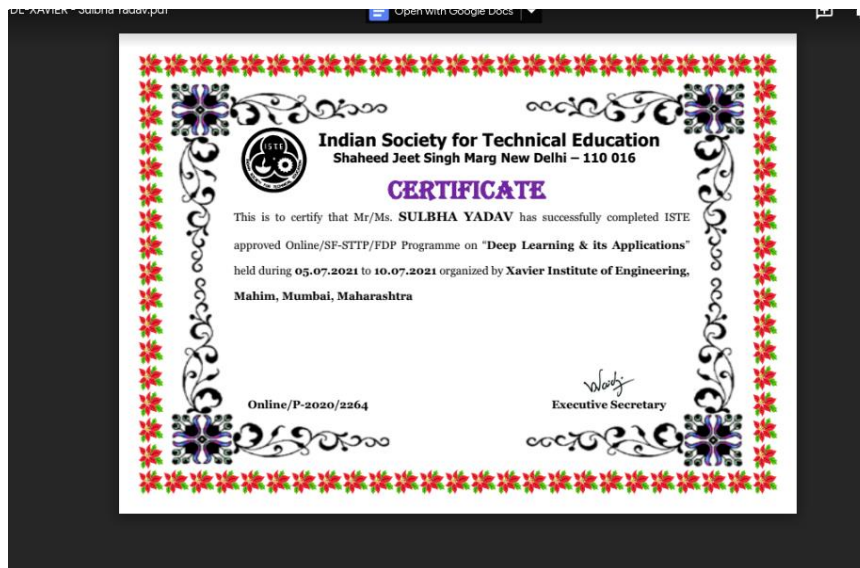 DL-XAVIER - Sulbha Yadav.pdf
Open with Google Docs
ISTE
Indian Society for Technical Education
Shaheed Jeet Singh Marg New Delhi – 110 016
CERTIFICATE
This is to certify that Mr/Ms. SULBHA YADAV has successfully completed ISTE
approved Online/SF-STTP/FDP Programme on “Deep Learning & its Applications”
held during 05.07.2021 to 10.07.2021 organized by Xavier Institute of Engineering,
Mahim, Mumbai, Maharashtra
Online/P-2020/2264
Executive Secretary